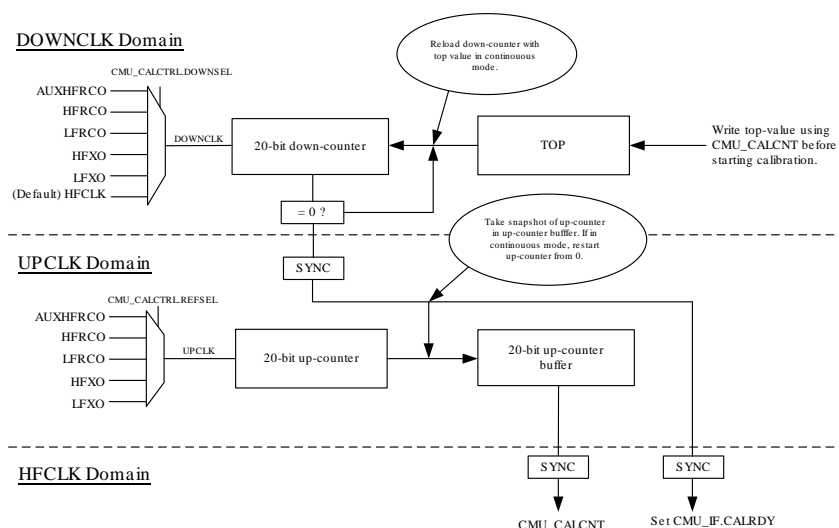 DOWNCLK Domain
CMU_CALCTRL.DOWNSEL
AUXHFRCO
HFRCO
LFRCO
HFXO
LFXO
(Default) HFCLK
DOWNCLK
20-bit down-counter
Reload down-counter with
top value in continouous
mode.
TOP
Write top-value using
CMU_CALCNT before
starting calibration.
= 0 ?
SYNC
Take snapshot of up-counter
in up-counter bufffer. If in
continouous mode, restart
up-counter from 0.
UPCLK Domain
CMU_CALCTRL.REFSEL
AUXHFRCO
HFRCO
LFRCO
HFXO
LFXO
UPCLK
20-bit up-counter
20-bit up-counter
buffer
HFCLK Domain
SYNC
SYNC
CMU_CALCNT
Set CMU_IF.CALRDY